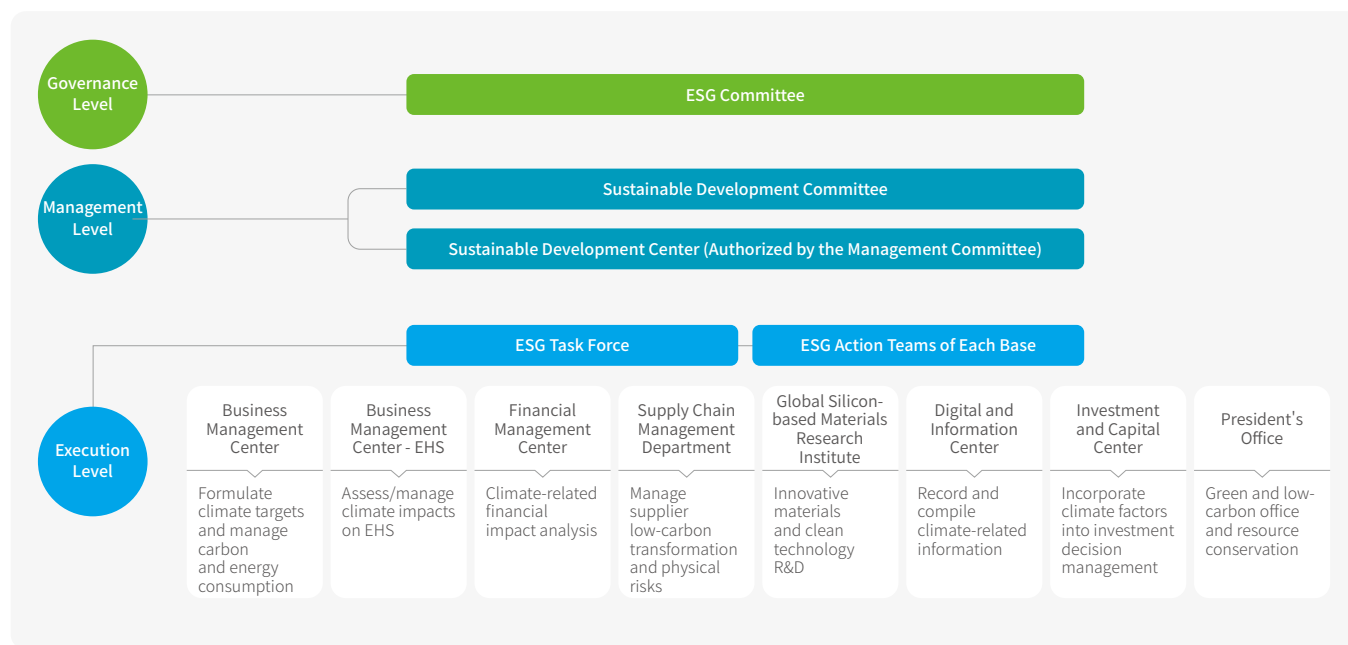 Governance
Level
ESG Committee
Management
Level
Sustainable Development Committee
Sustainable Development Center (Authorized by the Management Committee)
ESG Task Force
ESG Action Teams of Each Base
Execution
Level
Business
Management
Center
Formulate
climate targets
and manage
carbon
and energy
consumption
Business
Management
Center - EHS
Assess/manage
climate impacts
on EHS
Financial
Management
Center
Climate-related
financial
impact analysis
Supply Chain
Management
Department
Manage
supplier
low-carbon
transformation
and physical
risks
Global Silicon-
based Materials
Research
Institute
Innovative
materials
and clean
technology
R&D
Digital and
Information
Center
Record and
compile
climate-related
information
Investment
and Capital
Center
Incorporate
climate factors
into investment
decision
management
President's
Office
Green and low-
carbon office
and resource
conservation